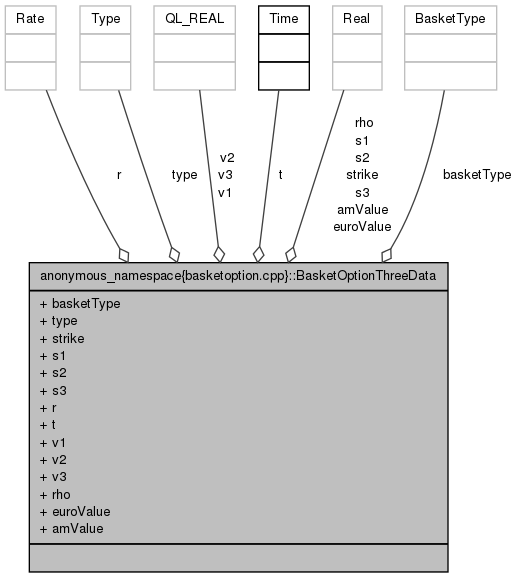 Rate
Type
QL_REAL
Time
Real
BasketType
r
type
v2
v3
v1
t
rho
s1
s2
strike
s3
amValue
euroValue
basketType
anonymous_namespace{basketoption.cpp}::BasketOptionThreeData
+ basketType
+ type
+ strike
+ s1
+ s2
+ s3
+ r
+ t
+ v1
+ v2
+ v3
+ rho
+ euroValue
+ amValue